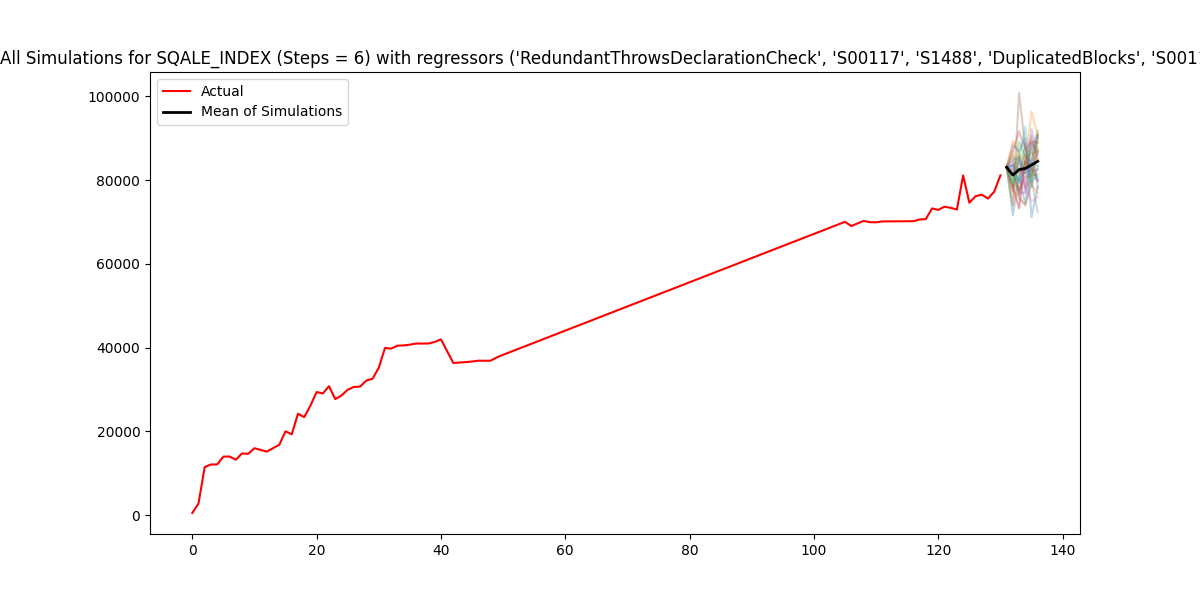 All Simulations for SQALE_INDEX (Steps = 6) with regressors ('RedundantThrowsDeclarationCheck', 'S00117', 'S1488', 'DuplicatedBlocks',
Actual
Mean of Simulations
100000
80000
60000
40000
20000
0
0 20 40 60 80 100 120 140